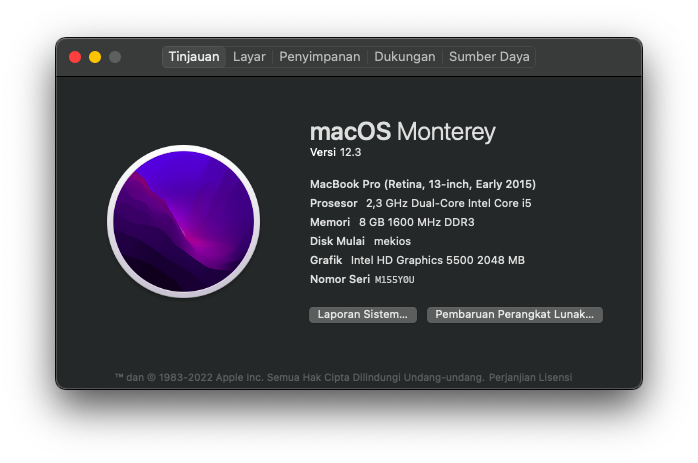 Tinjauan Layar Penyimpanan Dukungan Sumber Daya
macOS Monterey
Versi 12.3
MacBook Pro (Retina, 13-inch, Early 2015)
Prosesor 2,3 GHz Dual-Core Intel Core i5
Memori 8 GB 1600 MHz DDR3
Disk Mulai mekios
Grafik Intel HD Graphics 5500 2048 MB
Nomor Seri M155Y0U
Laporan Sistem... Pembaruan Perangkat Lunak...
™ dan © 1983-2022 Apple Inc. Semua Hak Cipta Dilindungi Undang-undang. Perjanjian Lisensi